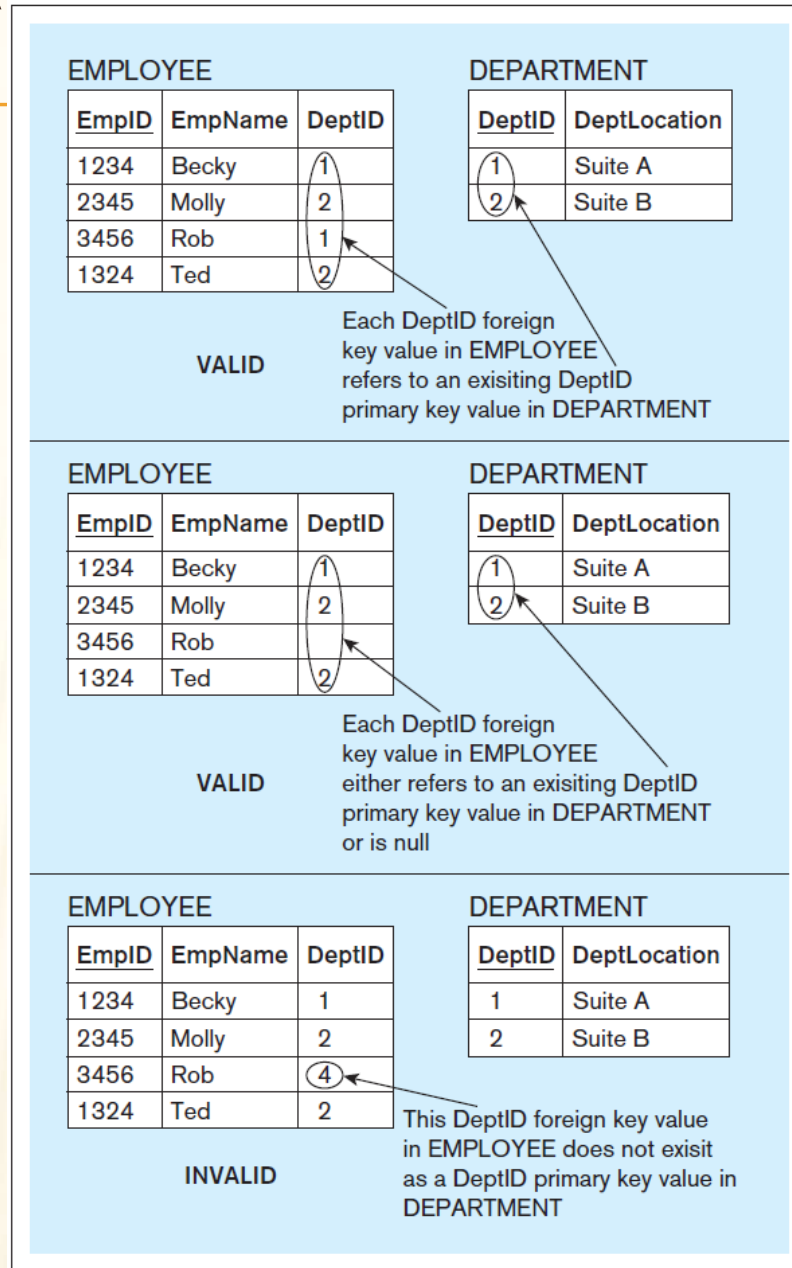 EMPLOYEE DEPARTMENT
EmpID EmpName DeptID DeptID DeptLocation
1234 Becky 1 1 Suite A
2345 Molly 2 2 Suite B
3456 Rob 1
1324 Ted 2
Each DeptID foreign
key value in EMPLOYEE
VALID refers to an exisiting DeptID
primary key value in DEPARTMENT
EMPLOYEE DEPARTMENT
EmpID EmpName DeptID DeptID DeptLocation
1234 Becky 1 1 Suite A
2345 Molly 2 2 Suite B
3456 Rob
1324 Ted 2
Each DeptID foreign
key value in EMPLOYEE
VALID either refers to an exisiting DeptID
primary key value in DEPARTMENT
or is null
EMPLOYEE DEPARTMENT
EmpID EmpName DeptID DeptID DeptLocation
1234 Becky 1 1 Suite A
2345 Molly 2 2 Suite B
3456 Rob 4
1324 Ted 2
This DeptID foreign key value
in EMPLOYEE does not exisit
INVALID as a DeptID primary key value in
DEPARTMENT